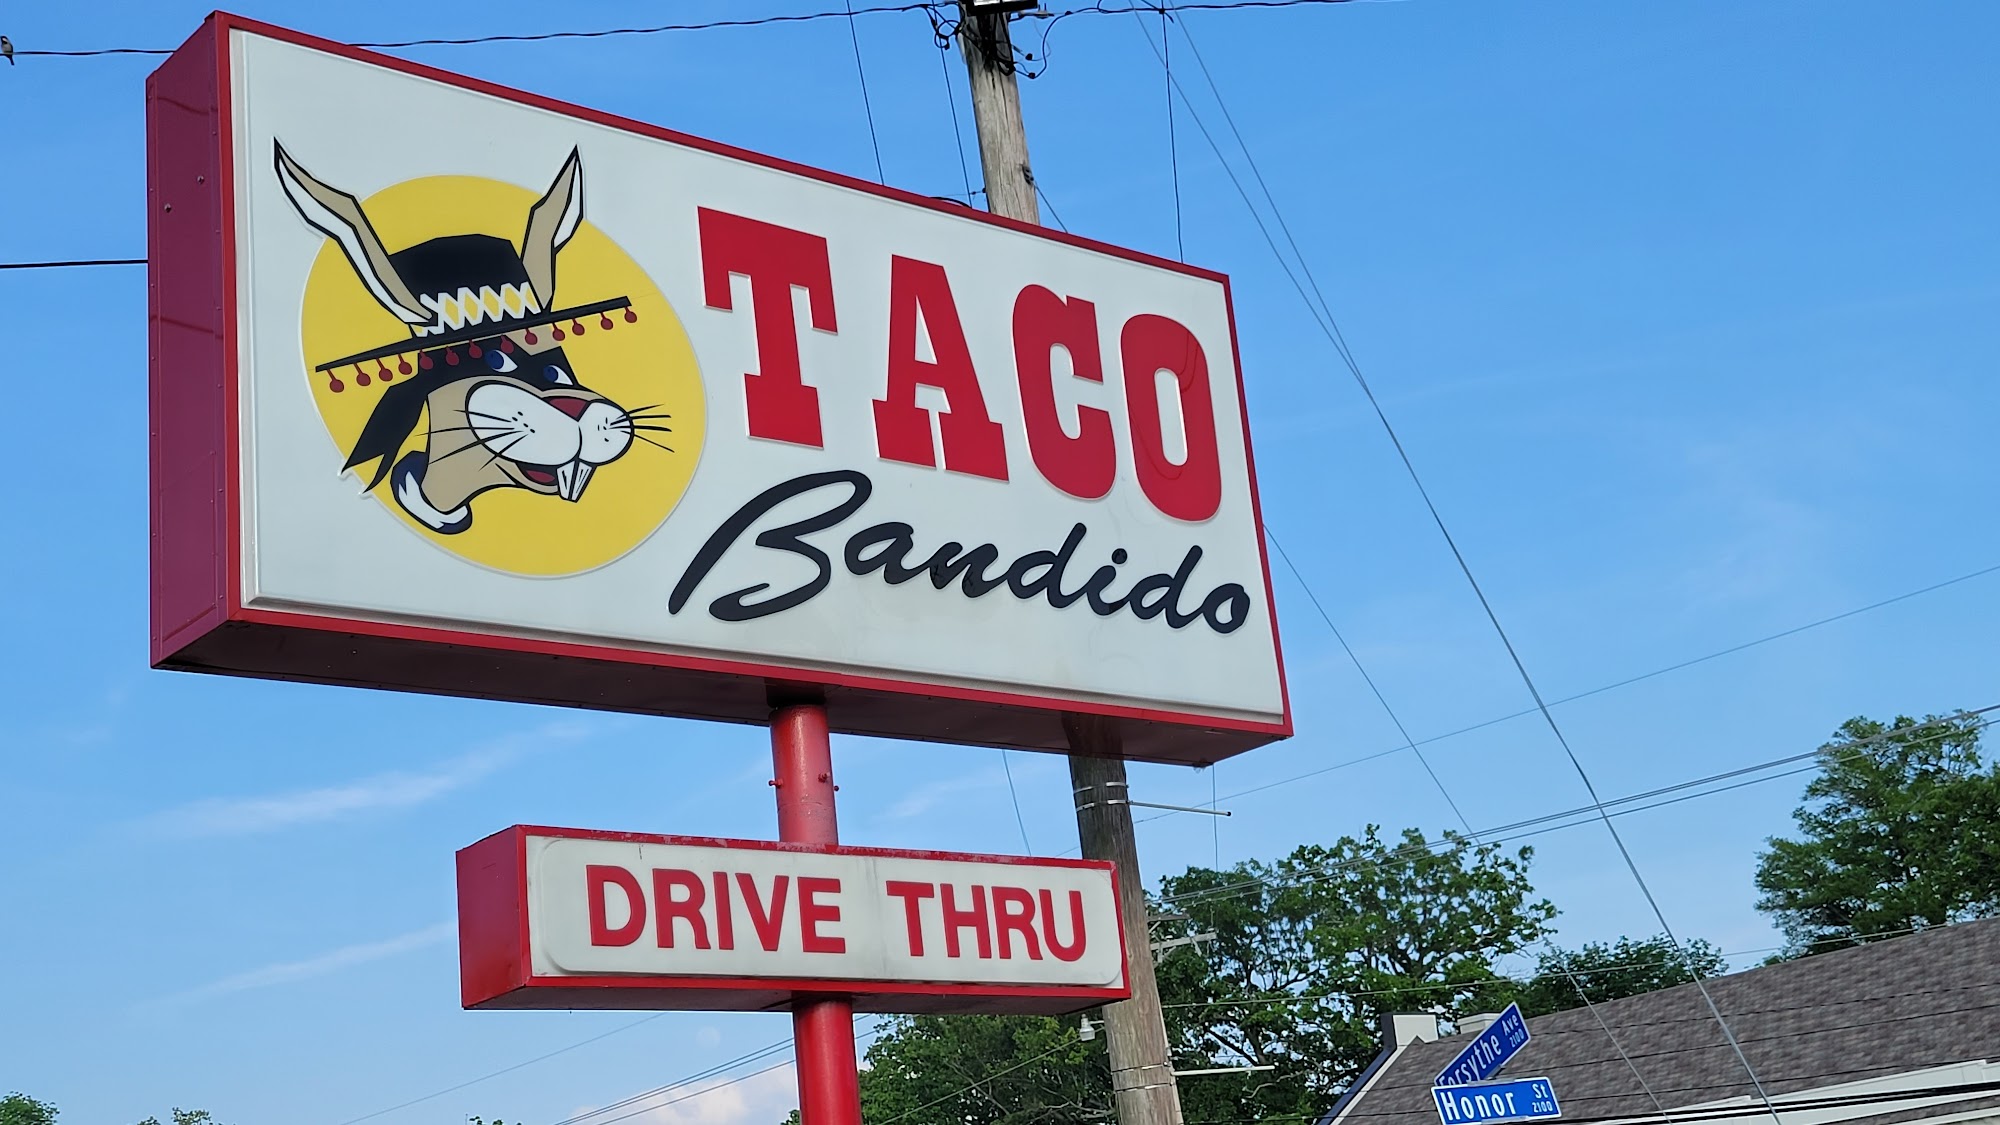 TACO
Bandido
DRIVE THRU
Forsythe Ave
2100
Honor St
2100